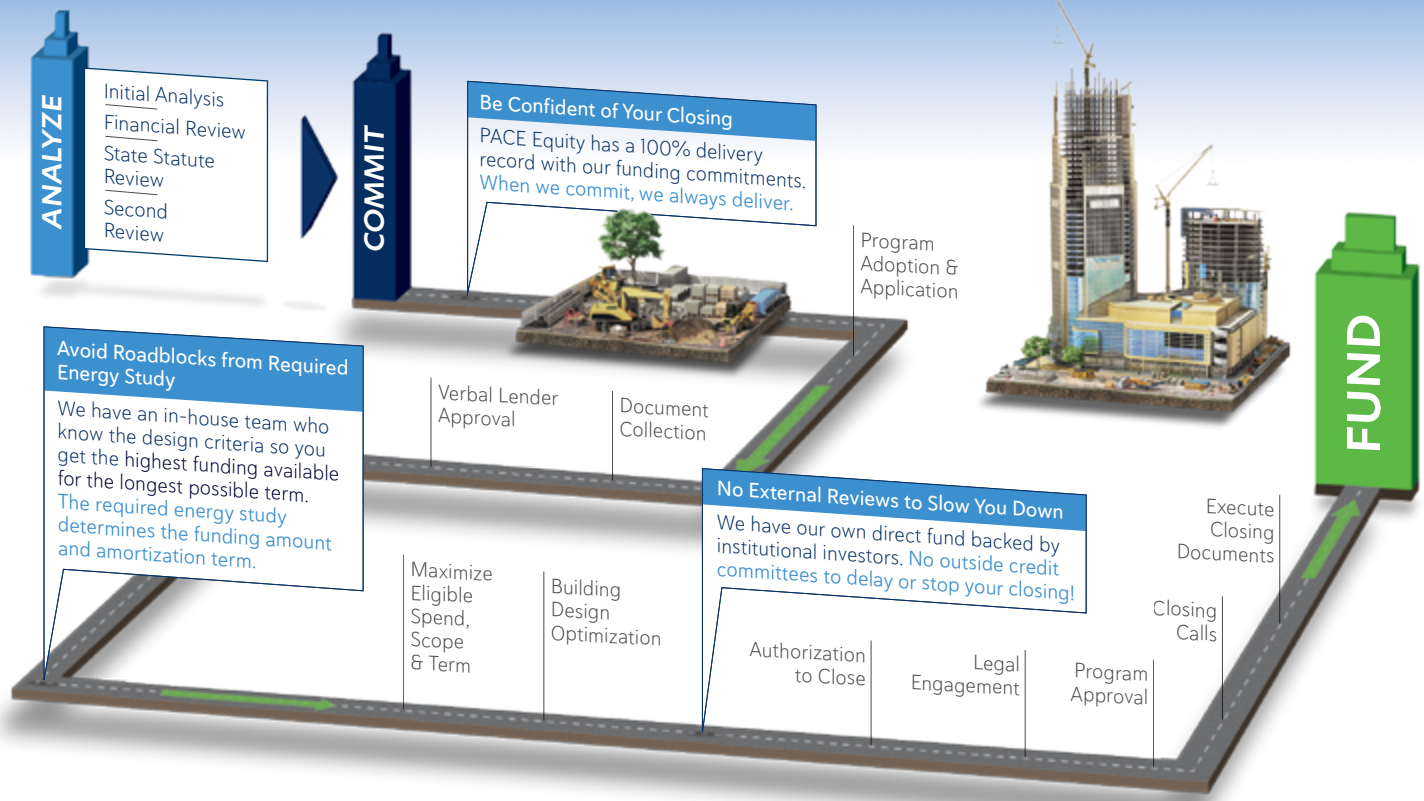 ANALYZE
Initial Analysis
Financial Review
State Statute
Review
Second
Review
COMMIT
Be Confident of Your Closing
PACE Equity has a 100% delivery
record with our funding commitments.
When we commit, we always deliver.
Program
Adoption &
Application
Verbal Lender
Approval
Document
Collection
Avoid Roadblocks from Required
Energy Study
We have an in-house team who
know the design criteria so you
get the highest funding available
for the longest possible term.
The required energy study
determines the funding amount
and amortization term.
Maximize
Eligible
Spend,
Scope
& Term
Building
Design
Optimization
No External Reviews to Slow You Down
We have our own direct fund backed by
institutional investors. No outside credit
committees to delay or stop your closing!
Authorization
to Close
Legal
Engagement
Program
Approval
Closing
Calls
Execute
Closing
Documents
FUND